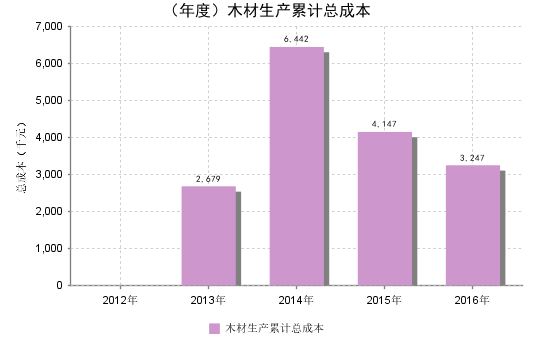 （年度）木材生产累计总成本
7,000
6,000
5,000
4,000
3,000
2,000
1,000
0
总成本（千元）
2,679
6,442
4,147
3,247
2012年
2013年
2014年
2015年
2016年
木材生产累计总成本